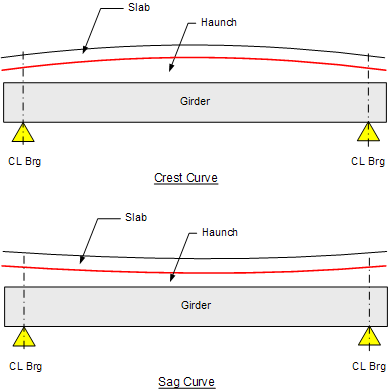 Slab
Haunch
Girder
CL Brg
CL Brg
Crest Curve
Slab
Haunch
Girder
CL Brg
CL Brg
Sag Curve